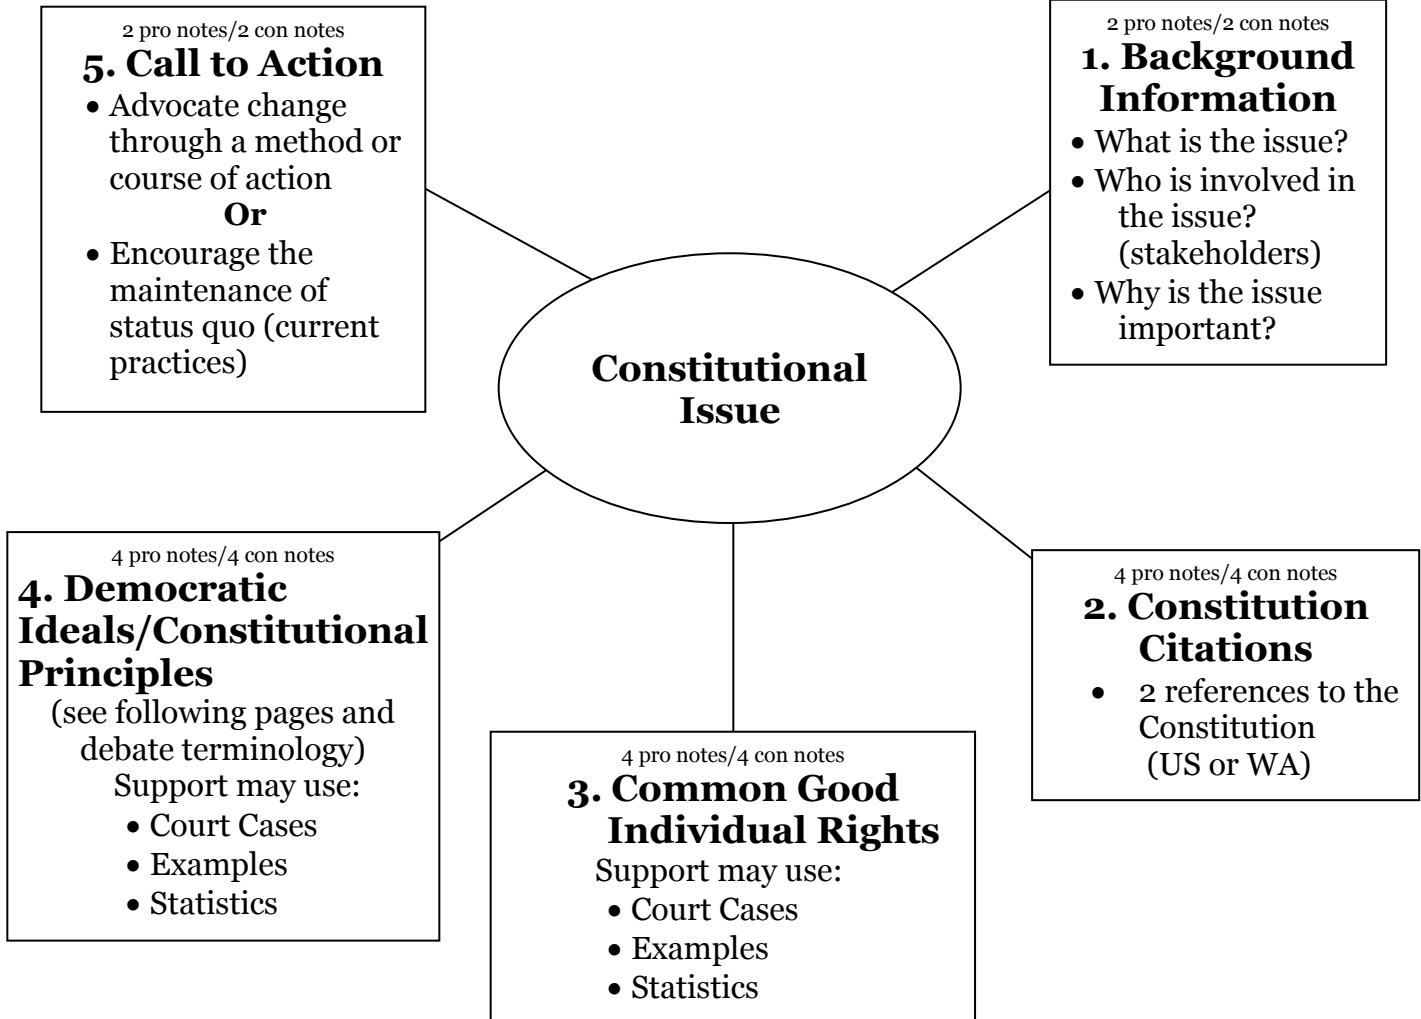 2 pro notes/2 con notes
5. Call to Action
• Advocate change
through a method or
course of action
Or
• Encourage the
maintenance of
status quo (current
practices)
2 pro notes/2 con notes
1. Background
Information
• What is the issue?
• Who is involved in
the issue?
(stakeholders)
• Why is the issue
important?
Constitutional
Issue
4 pro notes/4 con notes
4. Democratic
Ideals/Constitutional
Principles
(see following pages and
debate terminology)
Support may use:
• Court Cases
• Examples
• Statistics
4 pro notes/4 con notes
3. Common Good
Individual Rights
Support may use:
• Court Cases
• Examples
• Statistics
4 pro notes/4 con notes
2. Constitution
Citations
• 2 references to the
Constitution
(US or WA)